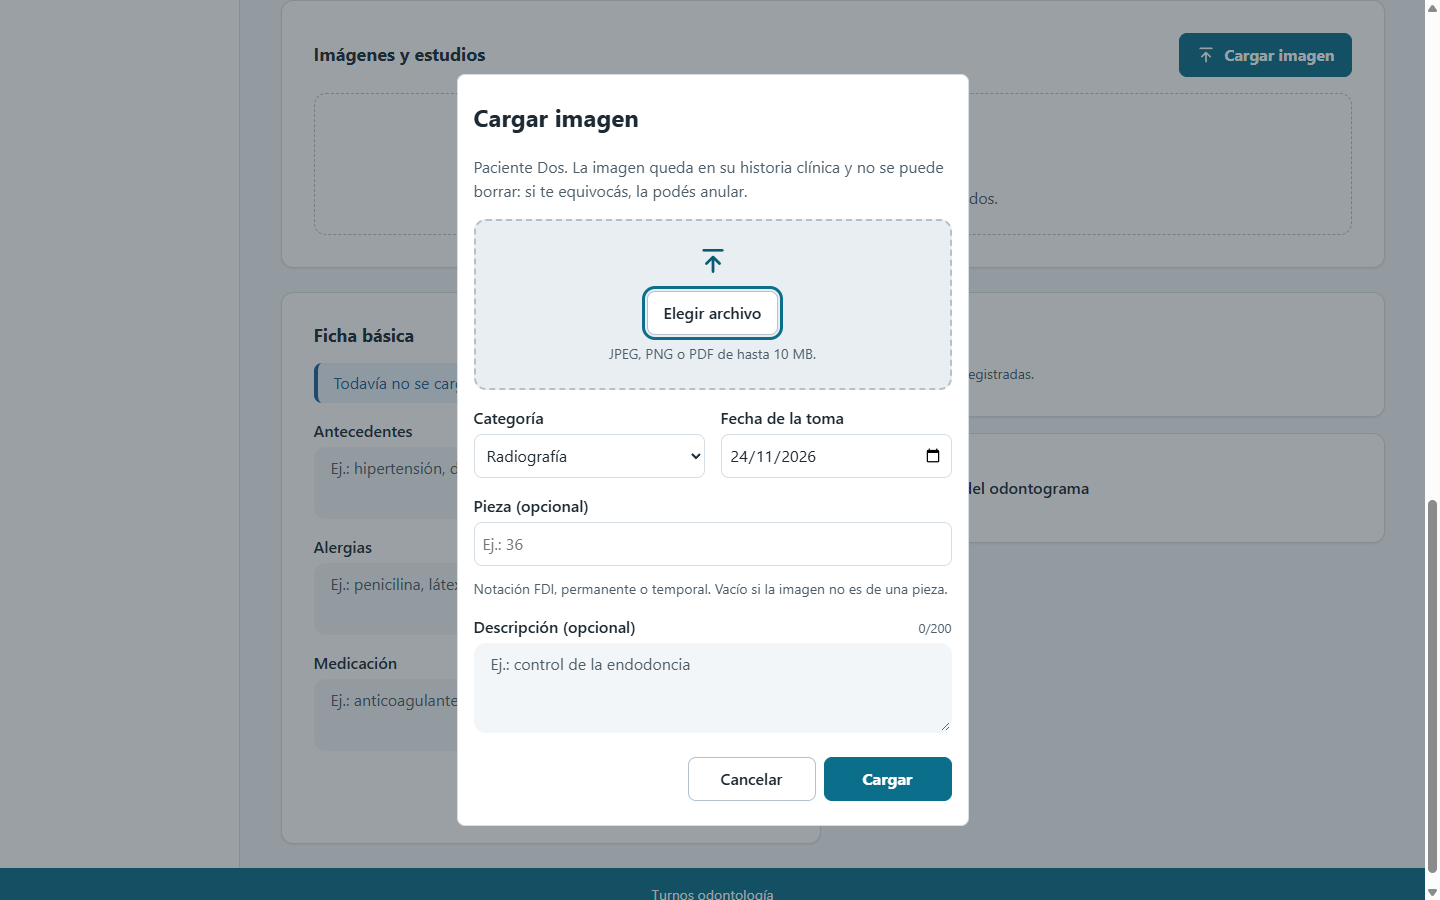 Imágenes y estudios
Cargar imagen
Cargar imagen
Paciente Dos. La imagen queda en su historia clínica y no se puede
borrar: si te equivocás, la podés anular.
dos.
Elegir archivo
JPEG, PNG o PDF de hasta 10 MB.
Ficha básica
Todavía no se carg
egistradas.
Categoría
Fecha de la toma
Radiografía
24/11/2026
Antecedentes
Ej.: hipertensión, d
del odontograma
Pieza (opcional)
Ej.: 36
Notación FDI, permanente o temporal. Vacío si la imagen no es de una pieza.
Alergias
Ej.: penicilina, látex
Descripción (opcional)
0/200
Ej.: control de la endodoncia
Medicación
Ej.: anticoagulante
Cancelar
Cargar
Turnos odontología